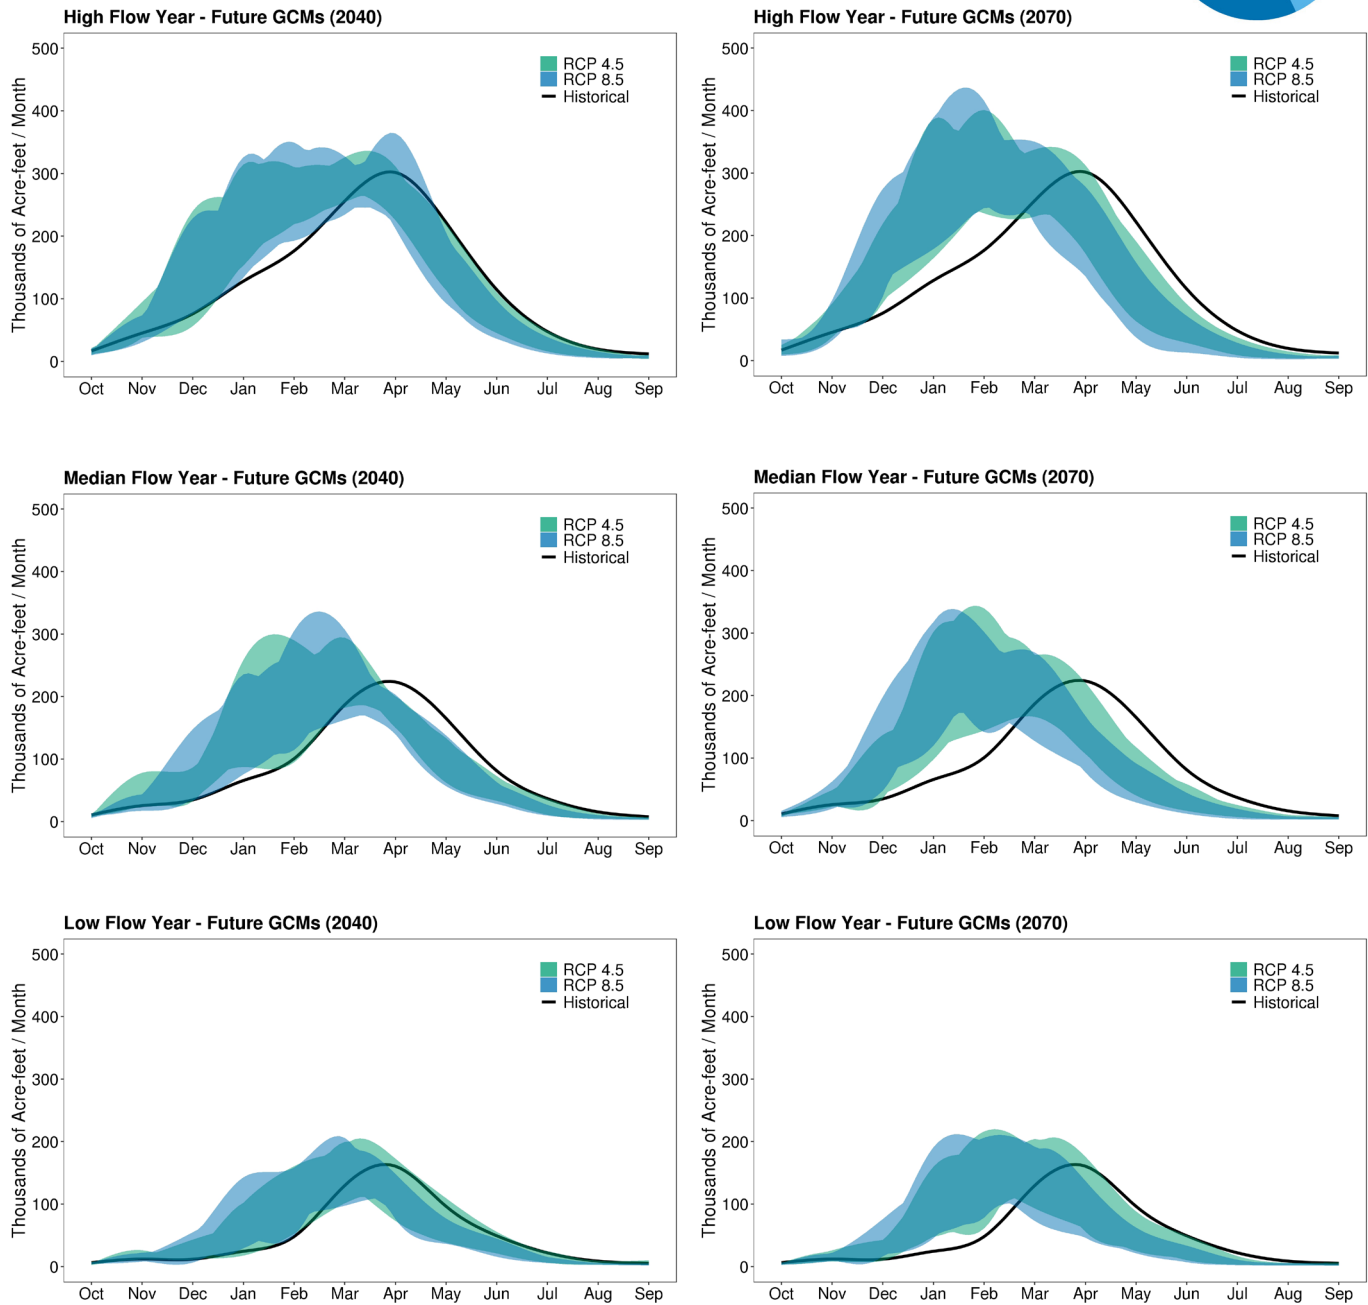 High Flow Year - Future GCMs (2040)
Thousands of Acre-feet / Month
500
400
300
200
100
0
RCP 4.5
RCP 8.5
Historical
Oct Nov Dec Jan Feb Mar Apr May Jun Jul Aug Sep
High Flow Year - Future GCMs (2070)
Thousands of Acre-feet / Month
500
400
300
200
100
0
RCP 4.5
RCP 8.5
Historical
Oct Nov Dec Jan Feb Mar Apr May Jun Jul Aug Sep
Median Flow Year - Future GCMs (2040)
Thousands of Acre-feet / Month
500
400
300
200
100
0
RCP 4.5
RCP 8.5
Historical
Oct Nov Dec Jan Feb Mar Apr May Jun Jul Aug Sep
Median Flow Year - Future GCMs (2070)
Thousands of Acre-feet / Month
500
400
300
200
100
0
RCP 4.5
RCP 8.5
Historical
Oct Nov Dec Jan Feb Mar Apr May Jun Jul Aug Sep
Low Flow Year - Future GCMs (2040)
Thousands of Acre-feet / Month
500
400
300
200
100
0
RCP 4.5
RCP 8.5
Historical
Oct Nov Dec Jan Feb Mar Apr May Jun Jul Aug Sep
Low Flow Year - Future GCMs (2070)
Thousands of Acre-feet / Month
500
400
300
200
100
0
RCP 4.5
RCP 8.5
Historical
Oct Nov Dec Jan Feb Mar Apr May Jun Jul Aug Sep